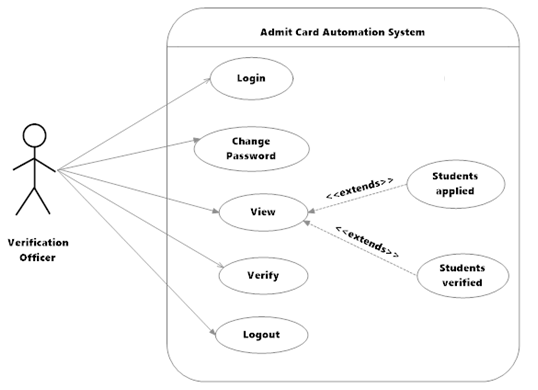 Admit Card Automation System
Login
Change
Password
View
Verify
Logout
<<extends>>
<<extends>>
Students
applied
Students
verified
Verification
Officer